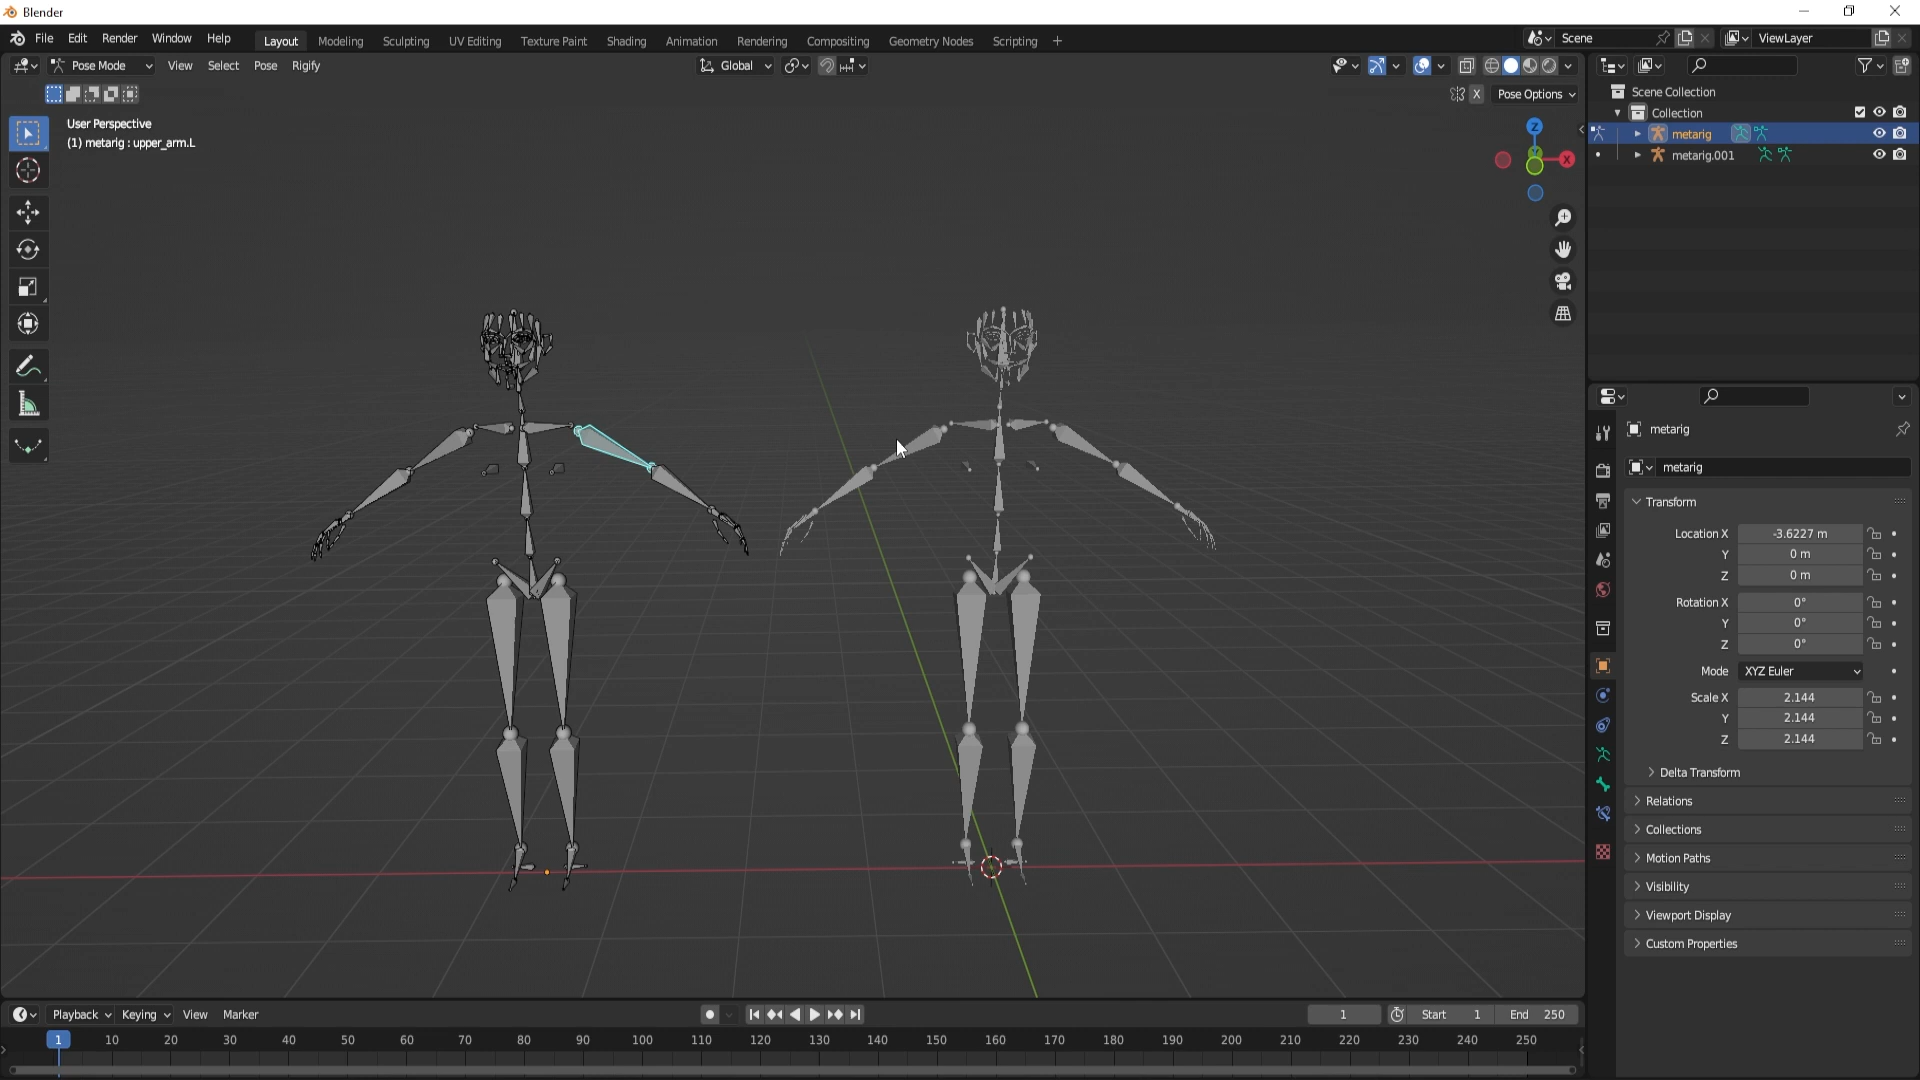 Blender
File Edit Render Window Help
Layout Modeling Sculpting UV Editing Texture Paint Shading Animation Rendering Compositing Geometry Nodes Scripting +
Scene
ViewLayer
Pose Mode View Select Pose Rigify
Global
X Pose Options
User Perspective
(1) metarig : upper_arm.L
Z
X
Scene Collection
Collection
metarig
metarig.001
metarig
metarig
Transform
Location X -3.6227 m
Y 0 m
Z 0 m
Rotation X 0°
Y 0°
Z 0°
Mode XYZ Euler
Scale X 2.144
Y 2.144
Z 2.144
Delta Transform
Relations
Collections
Motion Paths
Visibility
Viewport Display
Custom Properties
Playback Keying View Marker
1 Start 1 End 250
1 10 20 30 40 50 60 70 80 90 100 110 120 130 140 150 160 170 180 190 200 210 220 230 240 250